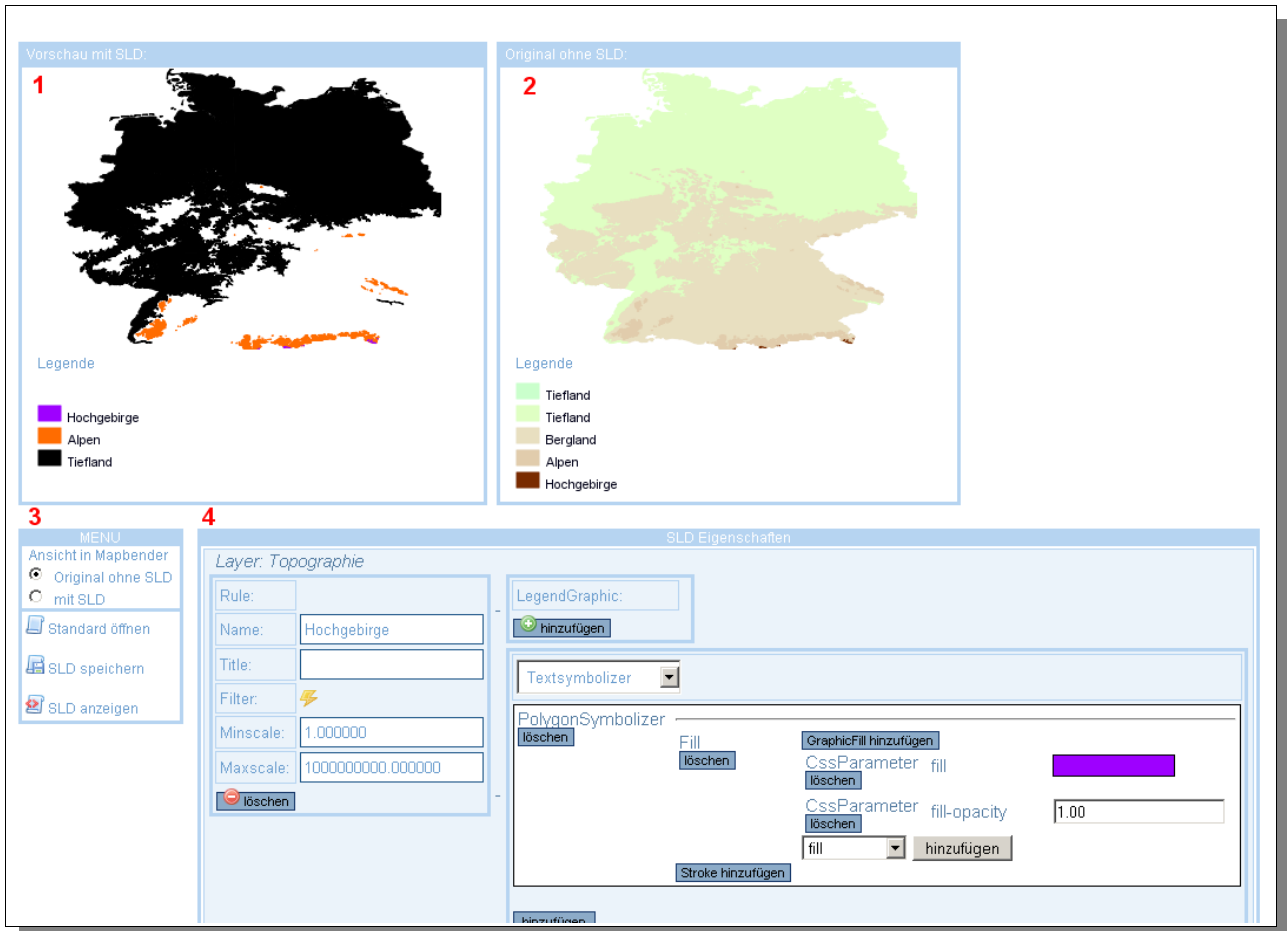 Vorschau mit SLD:
1
Legende
Hochgebirge
Alpen
Tiefland
Original ohne SLD:
2
Legende
Tiefland
Tiefland
Bergland
Alpen
Hochgebirge
3
MENU
Ansicht in Mapbender
Original ohne SLD
mit SLD
Standard öffnen
SLD speichern
SLD anzeigen
4
SLD Eigenschaften
Layer: Topographie
Rule:
Name: Hochgebirge
Title:
Filter:
Minscale: 1.000000
Maxscale: 1000000000.000000
löschen
-
-
LegendGraphic:
hinzufügen
Textsymbolizer
PolygonSymbolizer
löschen
Fill
löschen
GraphicFill hinzufügen
CssParameter fill
löschen
CssParameter fill-opacity 1.00
löschen
fill hinzufügen
Stroke hinzufügen
hinzufügen